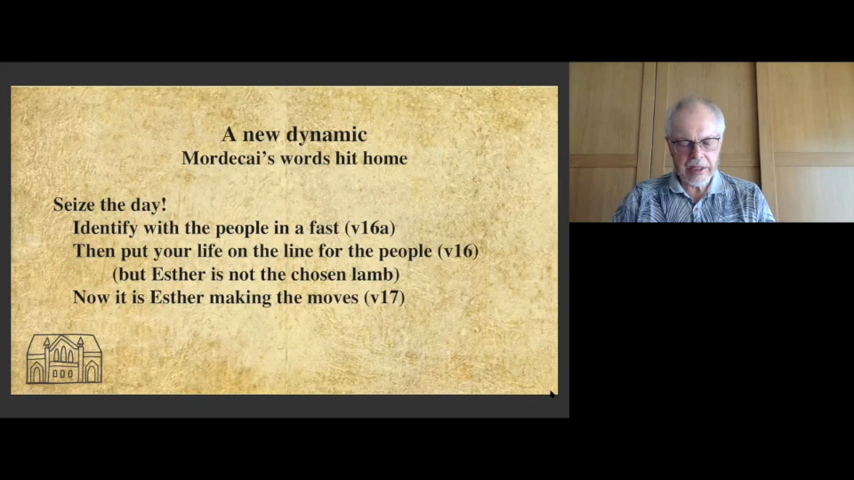 A new dynamic
Mordecai's words hit home
Seize the day!
Identify with the people in a fast (v16a)
Then put your life on the line for the people (v16)
(but Esther is not the chosen lamb)
Now it is Esther making the moves (v17)